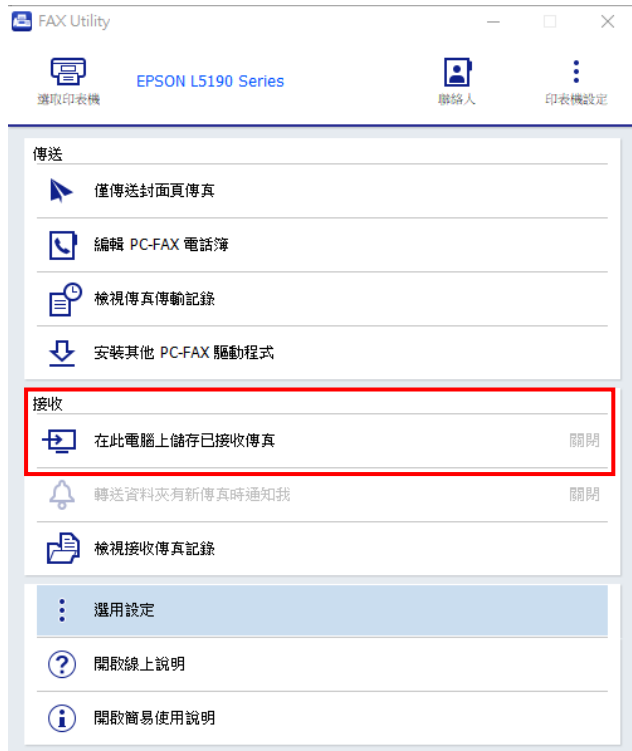 FAX Utility
選取印表機
EPSON L5190 Series
聯絡人
印表機設定
傳送
僅傳送封面頁傳真
編輯 PC-FAX 電話簿
檢視傳真傳輸記錄
安裝其他 PC-FAX 驅動程式
接收
在此電腦上儲存已接收傳真 關閉
轉送資料夾有新傳真時通知我 關閉
檢視接收傳真記錄
選用設定
開啟線上說明
開啟簡易使用說明